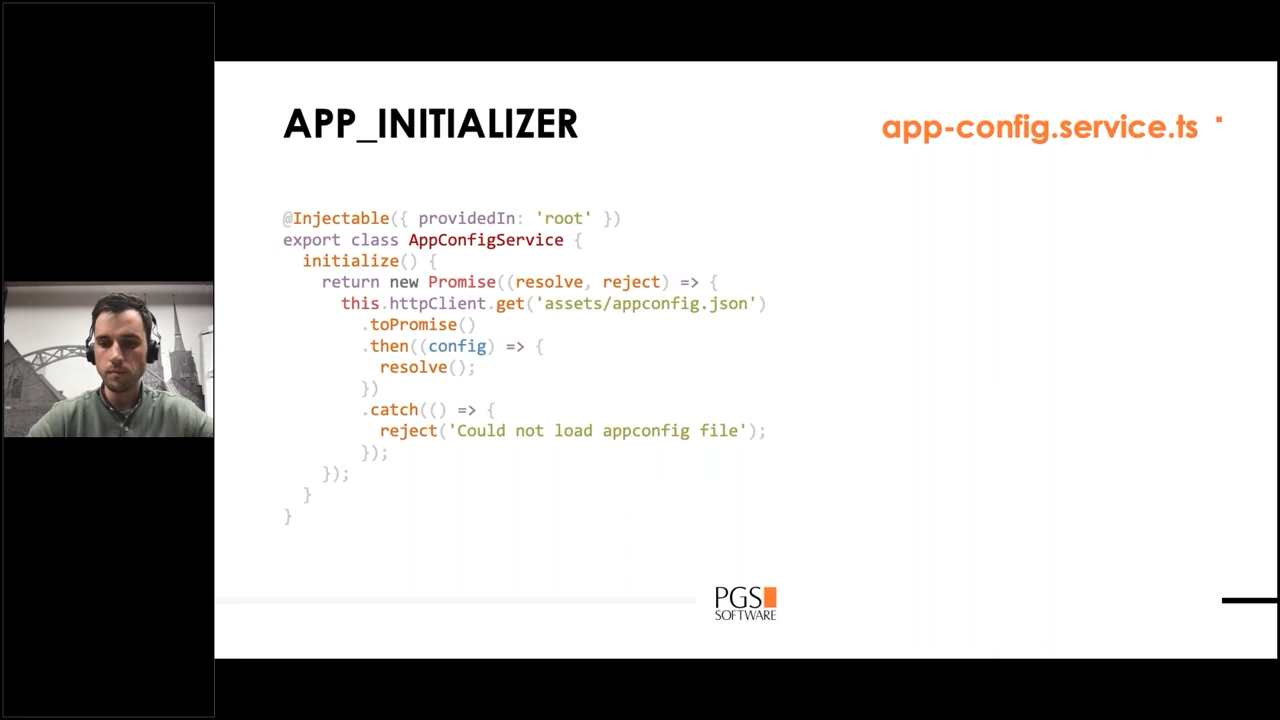 APP_INITIALIZER
app-config.service.ts
@Injectable({ providedIn: 'root' })
export class AppConfigService {
  initialize() {
    return new Promise((resolve, reject) => {
      this.httpClient.get('assets/appconfig.json')
        .toPromise()
        .then((config) => {
          resolve();
        })
        .catch(() => {
          reject('Could not load appconfig file');
        });
    });
  }
}
PGS
SOFTWARE